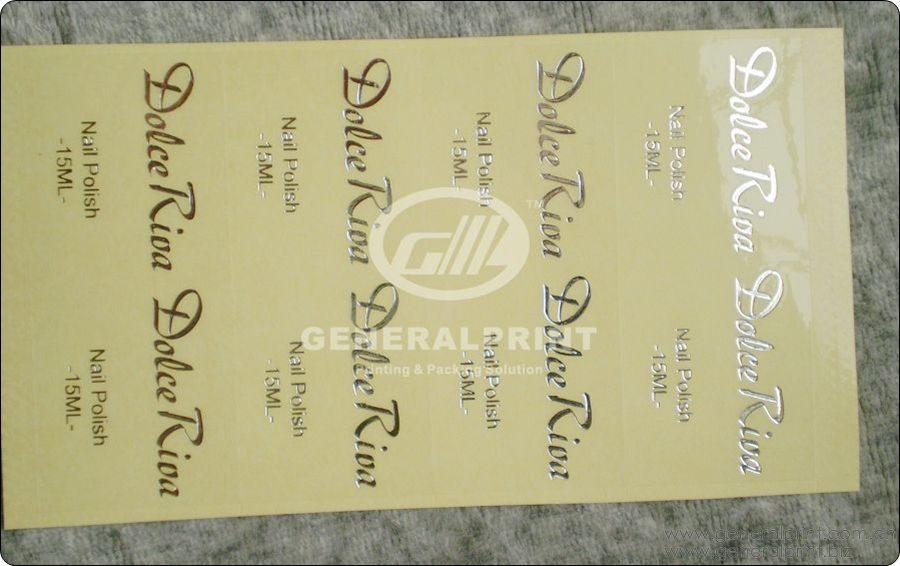 Dolce Riva
Nail Polish
-15ML-
Dolce Riva
Nail Polish
-15ML-
Dolce Riva
Nail Polish
-15ML-
Dolce Riva
Nail Polish
-15ML-
Dolce Riva
Nail Polish
-15ML-
Dolce Riva
Nail Polish
-15ML-
Dolce Riva
Nail Polish
-15ML-
Dolce Riva
Nail Polish
-15ML-
TM
GENERALPRINT
Printing & Packing Solution
www.generalprint.com.cn
www.generalprint.biz